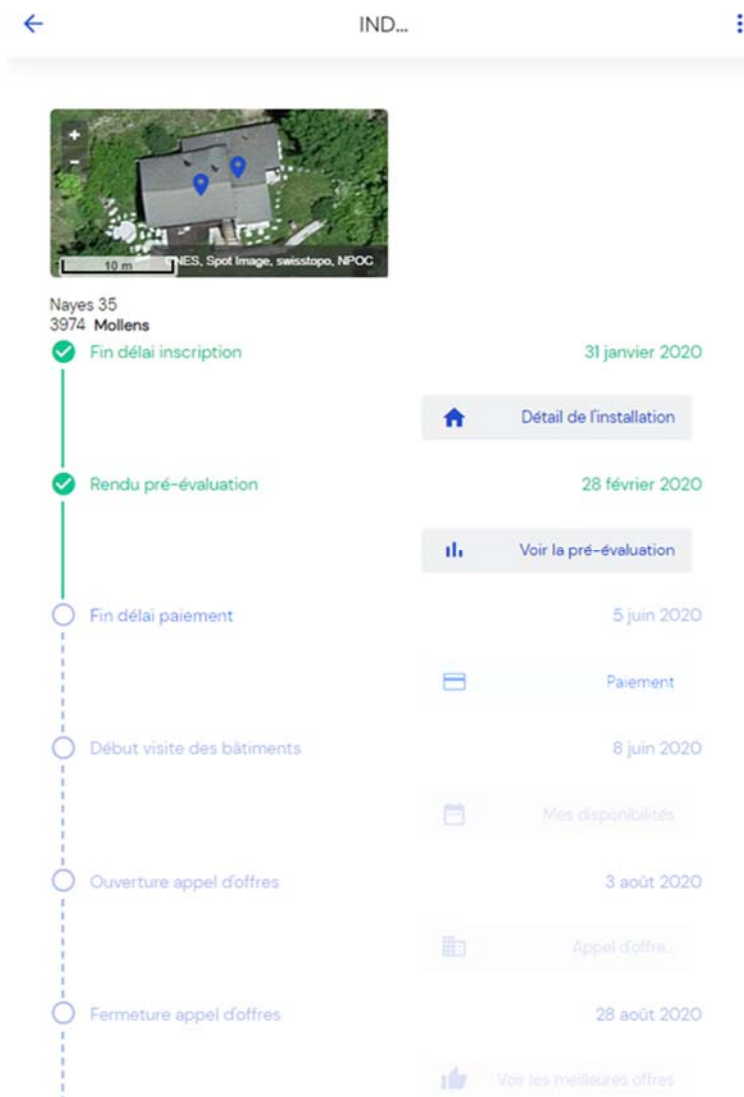 IND...
+
-
10 m
CNES, Spot Image, swisstopo, NPOC
Nayes 35
3974 Mollens
Fin délai inscription 31 janvier 2020
Détail de l'installation
Rendu pré-évaluation 28 février 2020
Voir la pré-évaluation
Fin délai paiement 5 juin 2020
Paiement
Début visite des bâtiments 8 juin 2020
Mes disponibilités
Ouverture appel d'offres 3 août 2020
Appel d'offre...
Fermeture appel d'offres 28 août 2020
Voir les meilleures offres